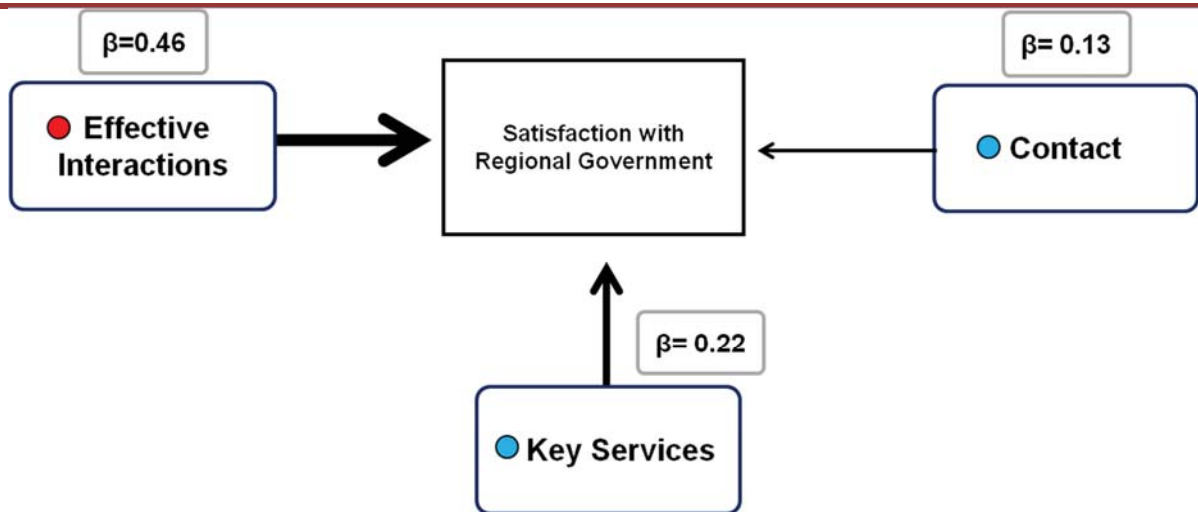 β=0.46
Effective
Interactions
Satisfaction with
Regional Government
β= 0.13
Contact
β= 0.22
Key Services